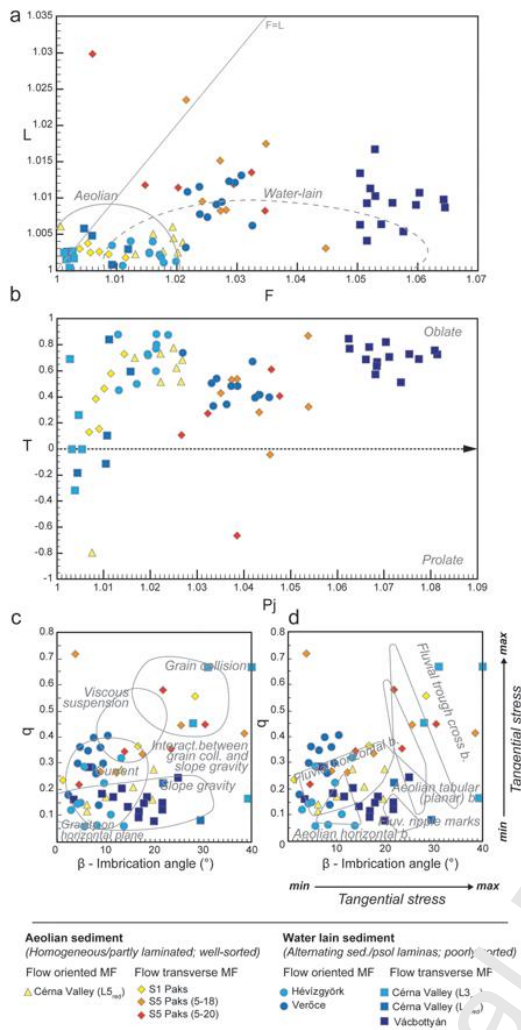 a
1.035
F=L
1.03
1.025
L
1.02
1.015
Aeolian
Water-lain
1.01
1.005
1
1 1.01 1.02 1.03 1.04 1.05 1.06 1.07
F
b
1
Oblate
0.8
0.6
0.4
0.2
T
0
-0.2
-0.4
-0.6
-0.8
Prolate
-1
1 1.01 1.02 1.03 1.04 1.05 1.06 1.07 1.08 1.09
Pj
c
d
0.8
0.7
Grain collision
Viscous
suspension
0.6
0.5
q
0.4
Interact.between
grain coll. and
slope gravity
0.3
Slope gravity
0.2
0.1
horizontal plane
0
0 10 20 30 40
β - Imbrication angle (°)
0.8
0.7
0.6
0.5
q
0.4
0.3
0.2
0.1
0
Fluvial trough cross b.
Fluvial horizontal b.
Aeolian tabular
(planar) b.
Fluv. ripple marks
Aeolian horizontal b.
0 10 20 30 40
β - Imbrication angle (°)
min max
Tangential stress
max
Tangential stress
min
Aeolian sediment
(Homogeneous/partly laminated; well-sorted)
Flow oriented MF
Cérna Valley (L5red)
Flow transverse MF
S1 Paks
S5 Paks (5-18)
S5 Paks (5-20)
Water lain sediment
(Alternating sed./psol laminas; poorly sorted)
Flow oriented MF
Hévízgyörk
Verőce
Flow transverse MF
Cérna Valley (L3
Cérna Valley
Vácbottyán